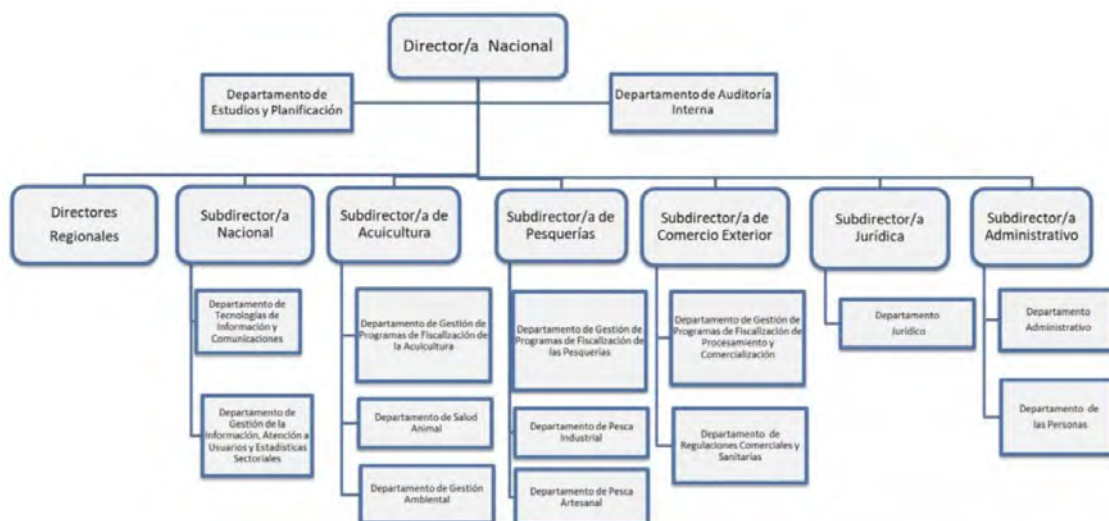 Director/a Nacional
Departamento de
Estudios y Planificación
Departamento de Auditoría
Interna
Directores
Regionales
Subdirector/a
Nacional
Subdirector/a de
Acuicultura
Subdirector/a de
Pesquerías
Subdirector/a de
Comercio Exterior
Subdirector/a
Jurídica
Subdirector/a
Administrativo
Departamento de
Tecnologías de
Información y
Comunicaciones
Departamento de
Gestión de la
Información, Atención a
Usuarios y Estadísticas
Sectoriales
Departamento de Gestión de
Programas de Fiscalización de
la Acuicultura
Departamento de Salud
Animal
Departamento de Gestión
Ambiental
Departamento de Gestión de
Programas de Fiscalización de
las Pesquerías
Departamento de Pesca
Industrial
Departamento de Pesca
Artesanal
Departamento de Gestión de
Programas de Fiscalización de
Procesamiento y
Comercialización
Departamento de
Regulaciones Comerciales y
Sanitarias
Departamento
Jurídico
Departamento
Administrativo
Departamento de
las Personas